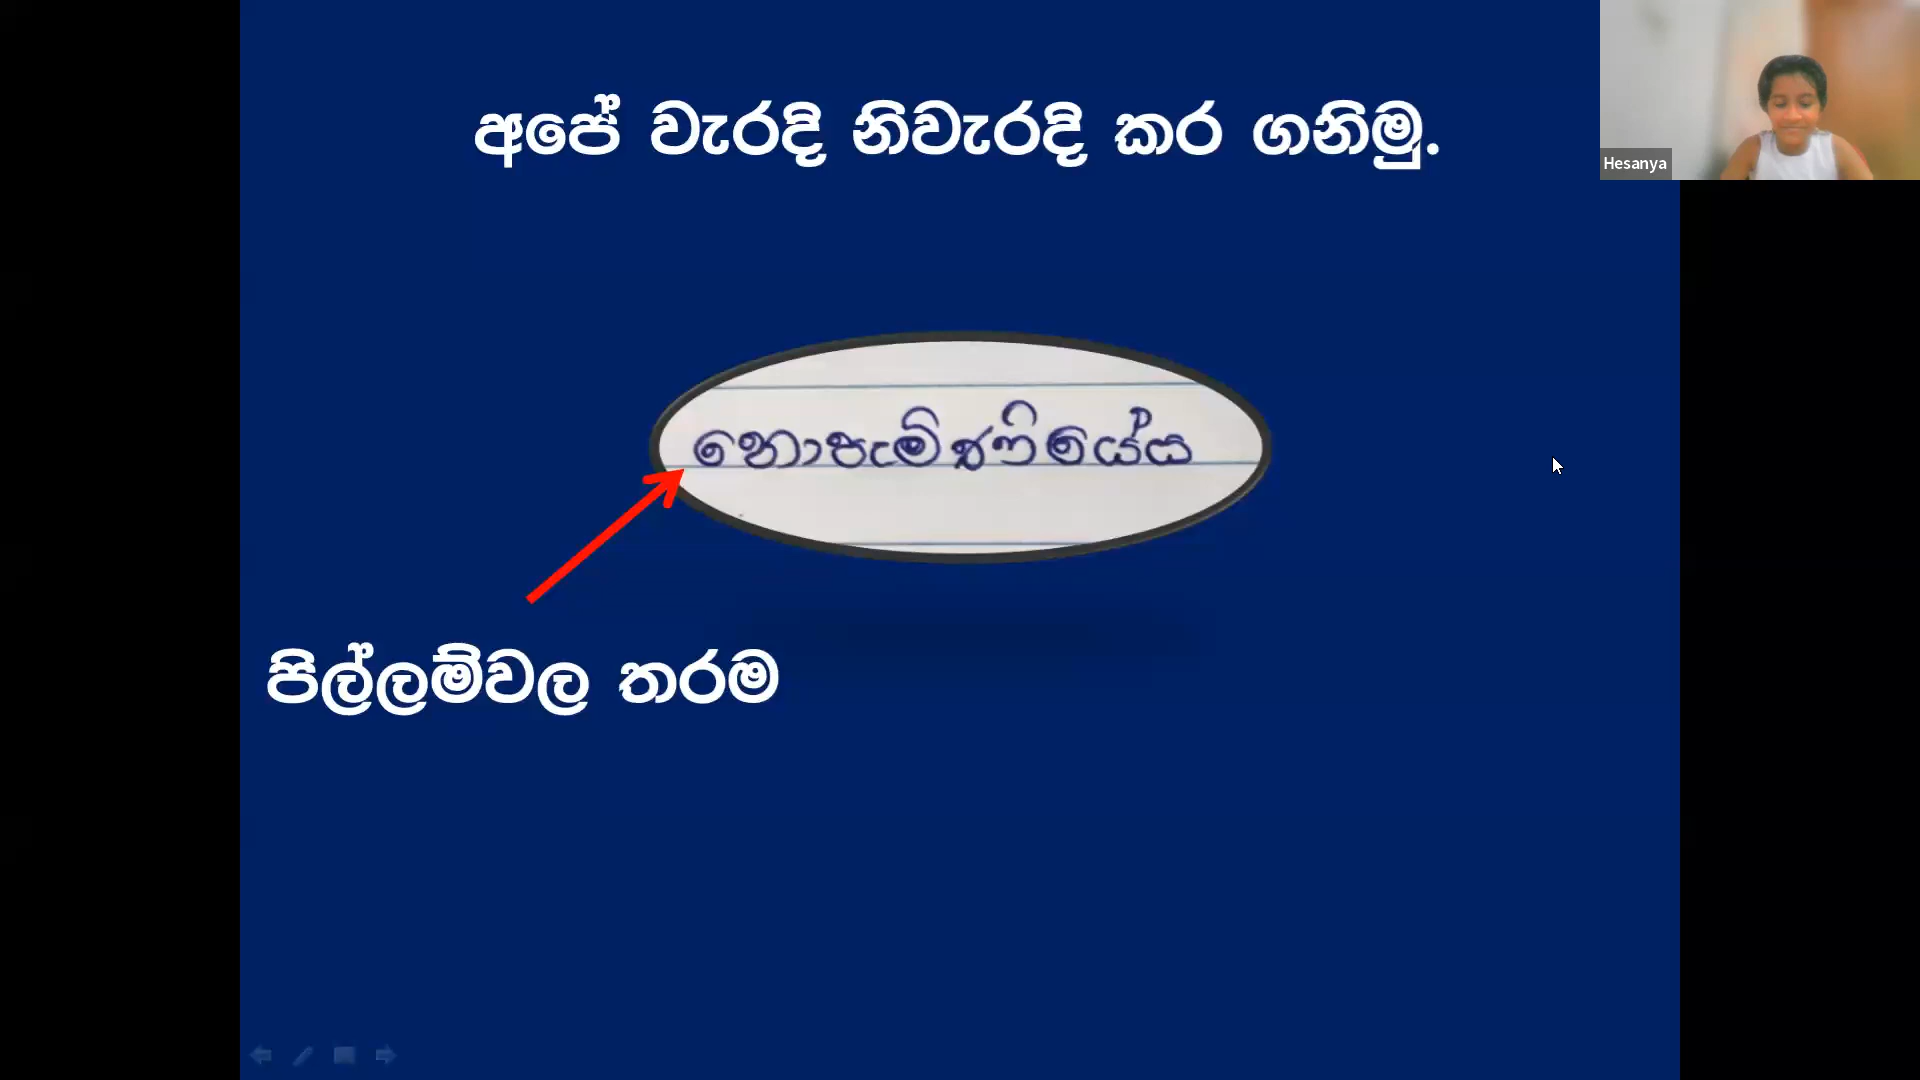 අපේ වැරදි නිවැරදි කර ගනිමු.
Hesanya
නොපැමිණියේය
පිල්ලම්වල තරම